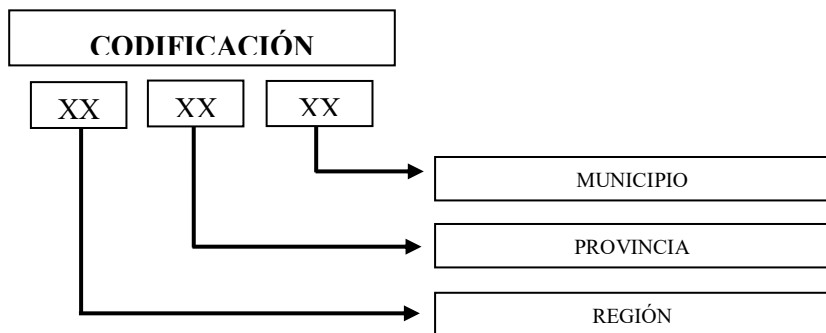 CODIFICACIÓN
XX XX XX
MUNICIPIO
PROVINCIA
REGIÓN